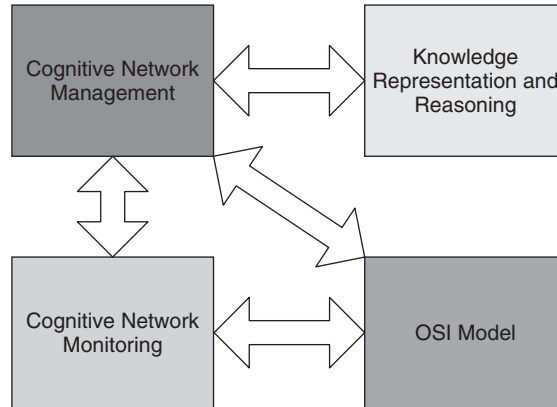 Cognitive Network
Management
Knowledge
Representation and
Reasoning
Cognitive Network
Monitoring
OSI Model